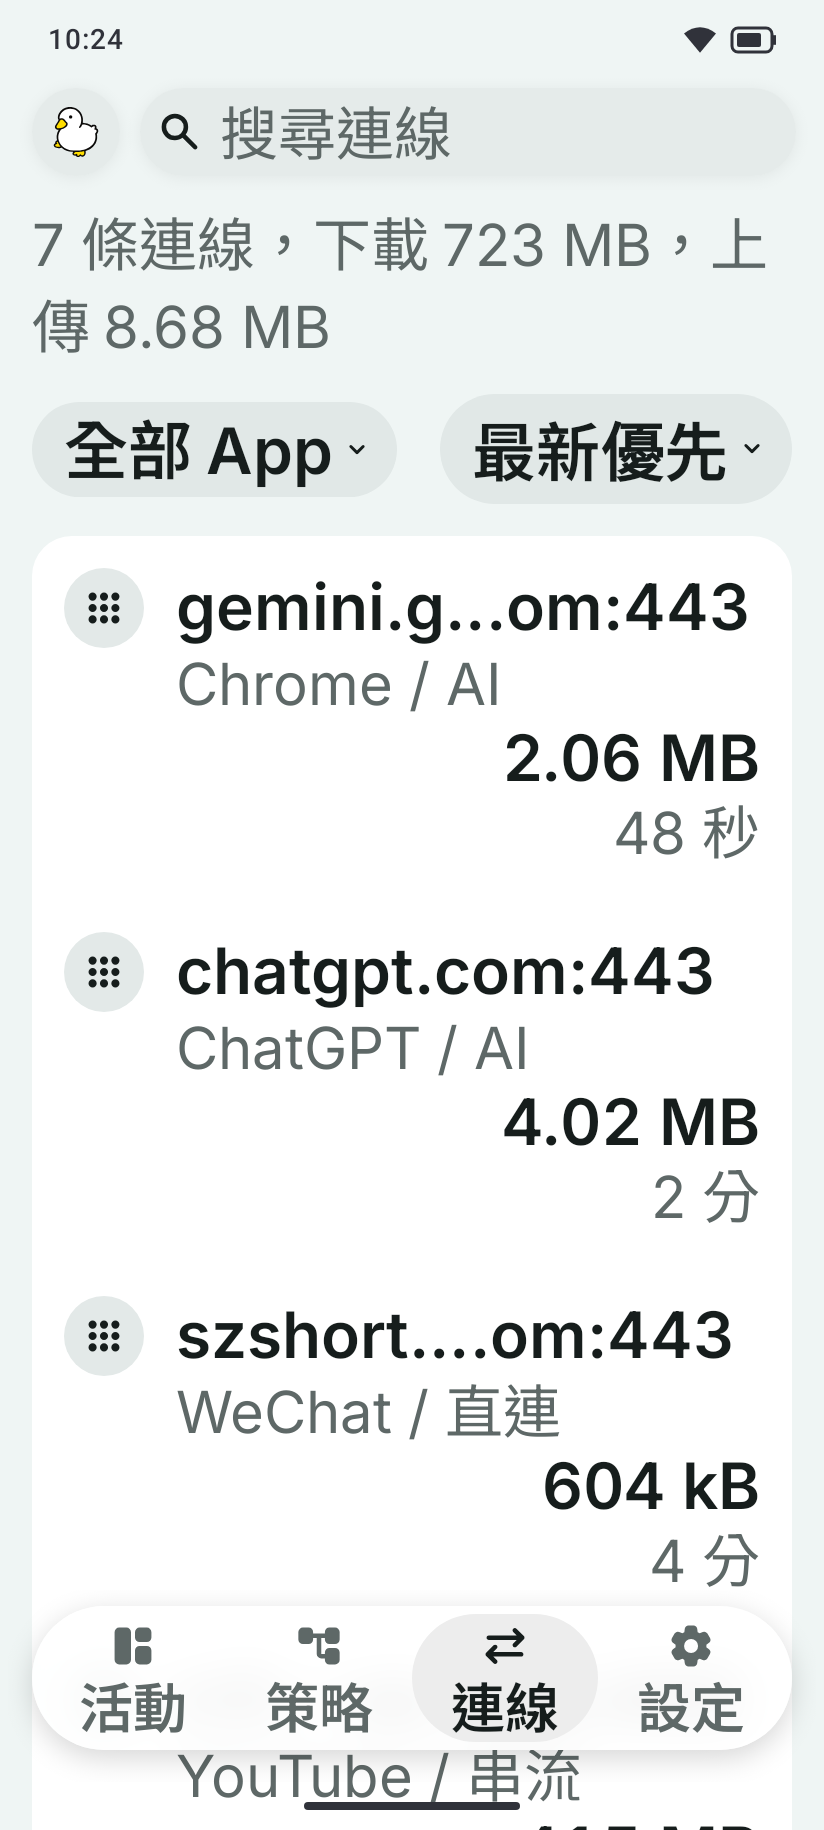 10:24
搜尋連線
7 條連線，下載 723 MB，上
傳 8.68 MB
全部 App
最新優先
gemini.g...om:443
Chrome / AI
2.06 MB
48 秒
chatgpt.com:443
ChatGPT / AI
4.02 MB
2 分
szshort....om:443
WeChat / 直連
604 kB
4 分
活動
策略
連線
設定
YouTube / 串流